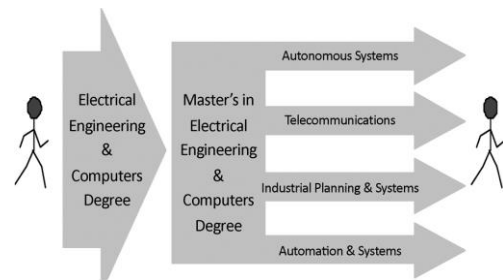 Electrical
Engineering
&
Computers
Degree
Master's in
Electrical
Engineering
&
Computers
Degree
Autonomous Systems
Telecommunications
Industrial Planning & Systems
Automation & Systems